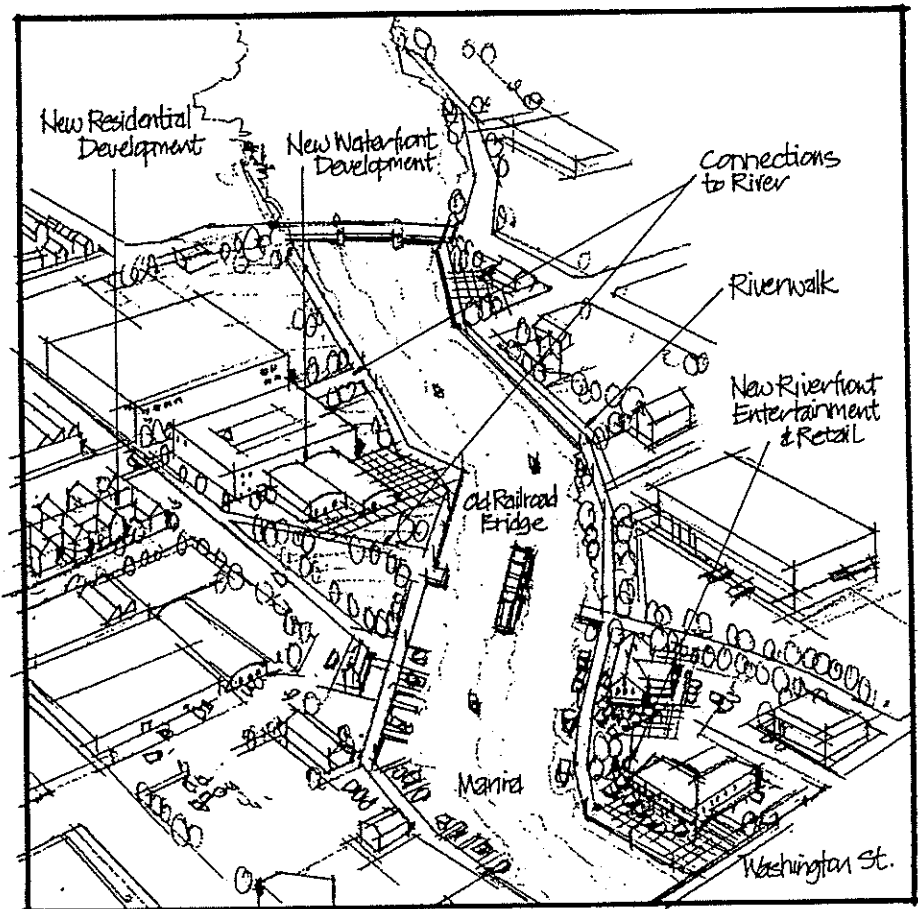 New Residential
Development
New Waterfront
Development
Connections
to River
Riverwalk
New Riverfront
Entertainment
& Retail
Old Railroad
Bridge
Marina
Washington St.